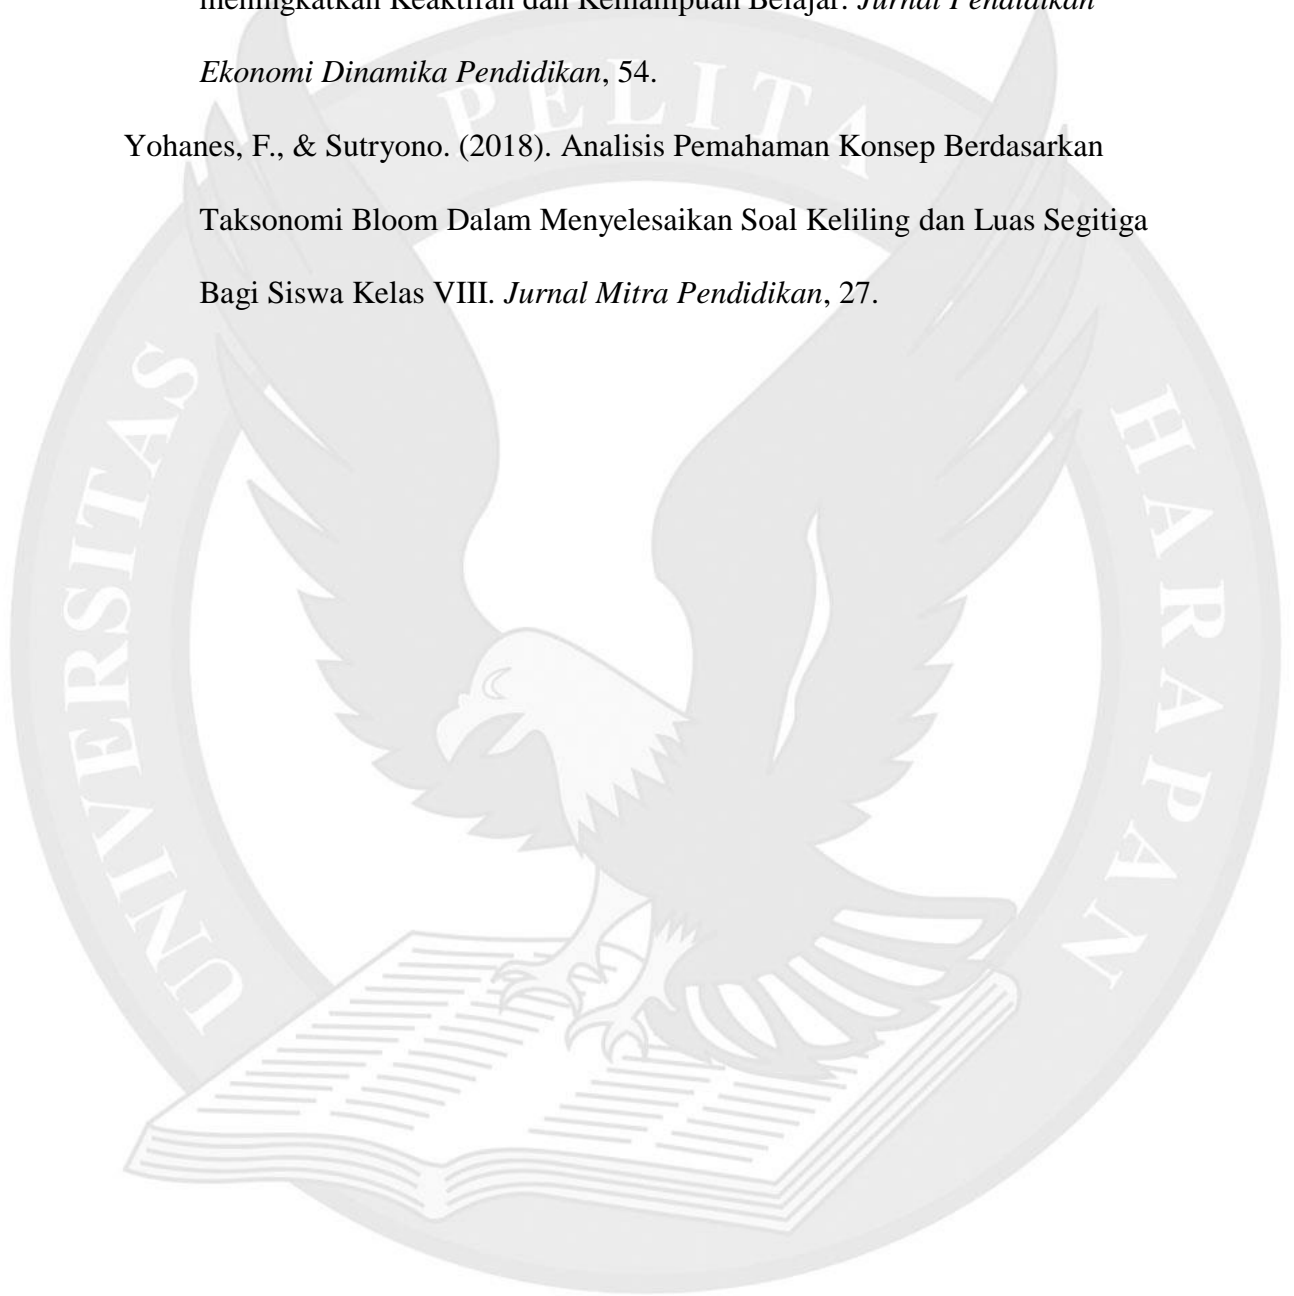 meningkatkan Keaktifan dan Kemampuan Belajar. Jurnal Pendidikan
Ekonomi Dinamika Pendidikan, 54.
Yohanes, F., & Sutryono. (2018). Analisis Pemahaman Konsep Berdasarkan
Taksonomi Bloom Dalam Menyelesaikan Soal Keliling dan Luas Segitiga
Bagi Siswa Kelas VIII. Jurnal Mitra Pendidikan, 27.
UNIVERSITAS PELITA HARAPAN